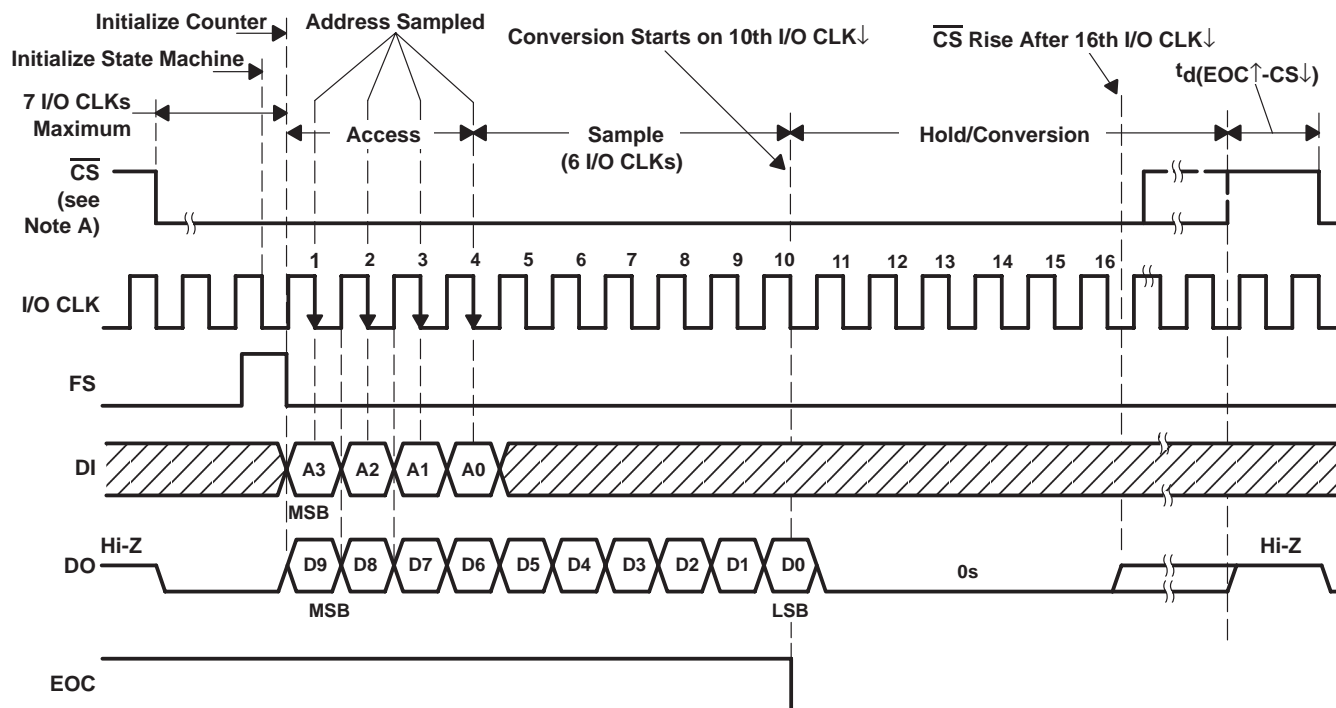 Initialize Counter
Address Sampled
Conversion Starts on 10th I/O CLK↓
CS Rise After 16th I/O CLK↓
Initialize State Machine
td(EOC↑-CS↓)
7 I/O CLKs
Maximum
Access
Sample
(6 I/O CLKs)
Hold/Conversion
CS
(see
Note A)
1 2 3 4 5 6 7 8 9 10 11 12 13 14 15 16
I/O CLK
FS
DI
A3 A2 A1 A0
MSB
Hi-Z
DO
D9 D8 D7 D6 D5 D4 D3 D2 D1 D0
0s
Hi-Z
MSB
LSB
EOC